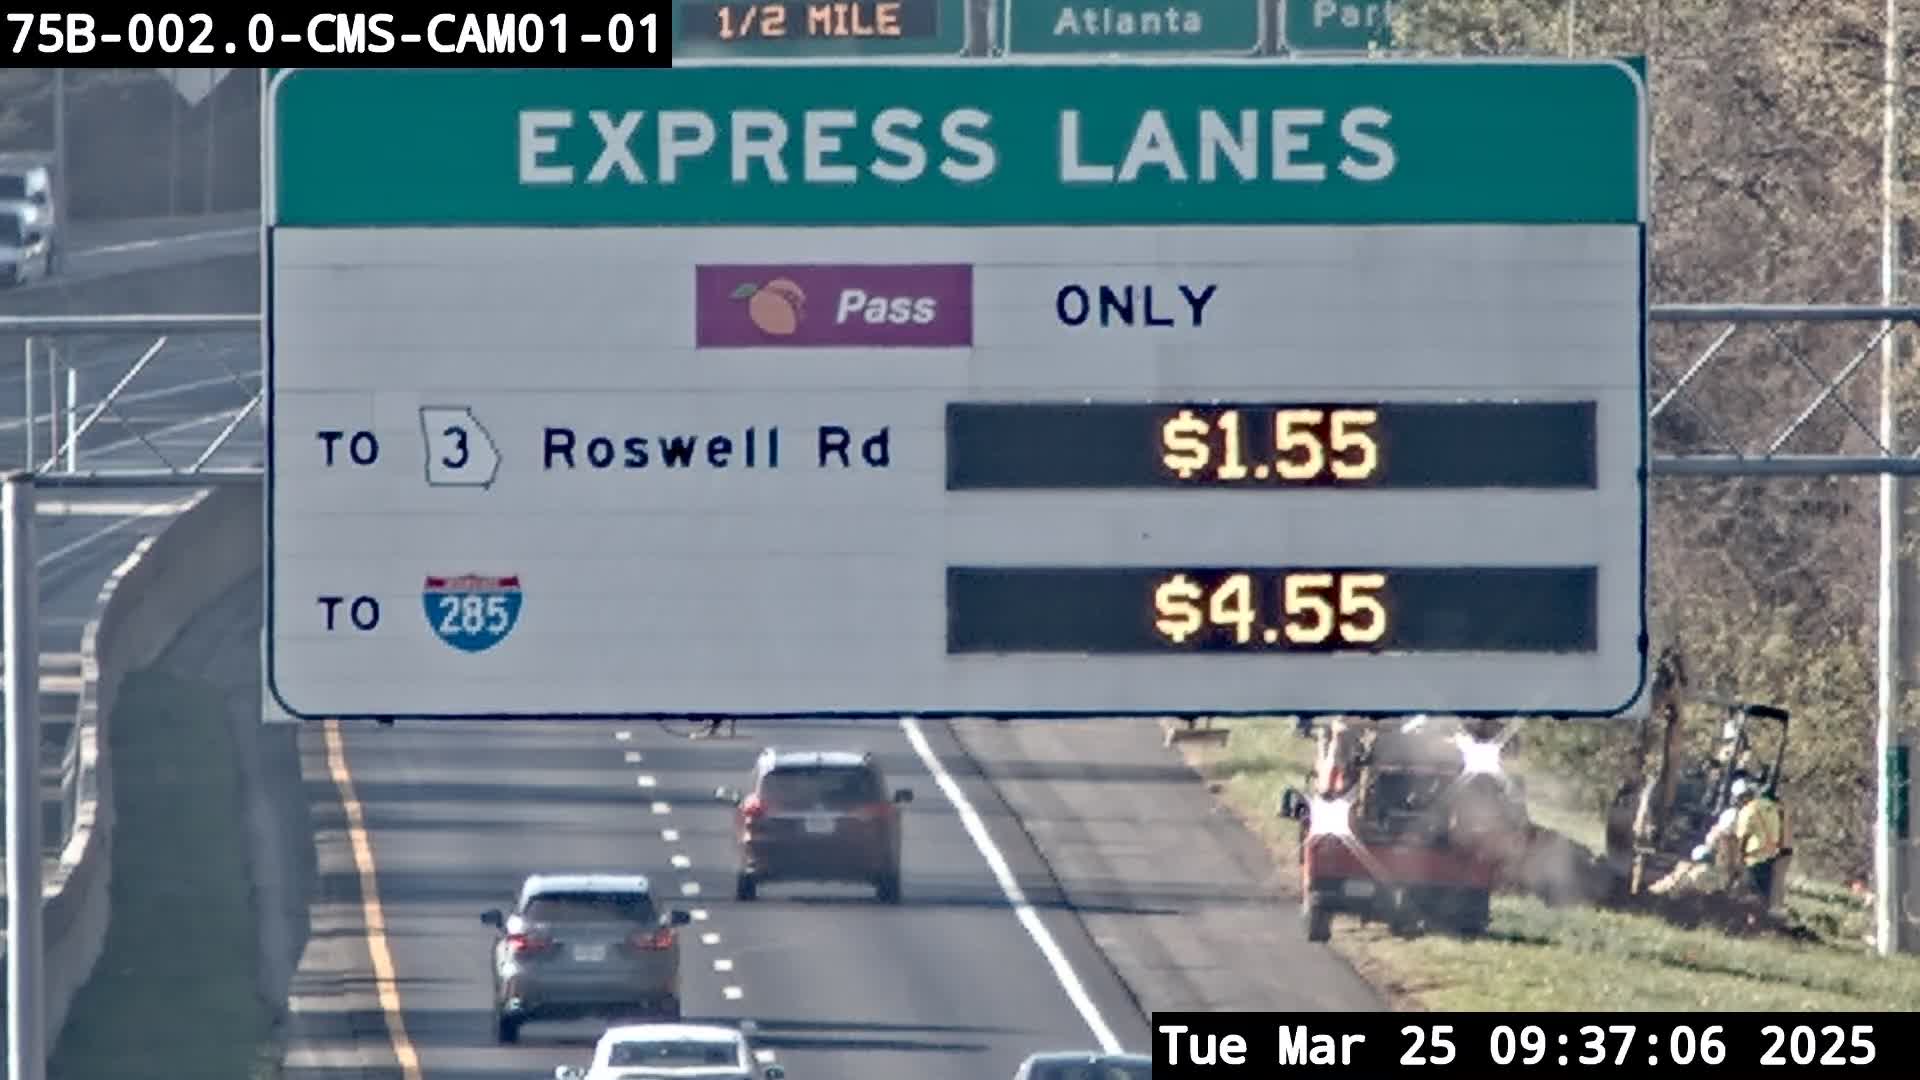 75B-002.0-CMS-CAM01-01
1/2 MILE
Atlanta
EXPRESS LANES
Pass ONLY
TO 3 Roswell Rd $1.55
TO 285 $4.55
Tue Mar 25 09:37:06 2025